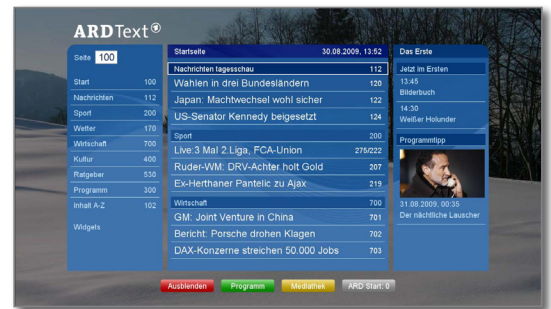 ARDText
Seite 100
Start 100
Nachrichten 112
Sport 200
Wetter 170
Wirtschaft 700
Kultur 400
Ratgeber 530
Programm 300
Inhalt A-Z 102
Widgets
Startseite 30.08.2009, 13:52
Nachrichten tagesschau 112
Wahlen in drei Bundesländern 120
Japan: Machtwechsel wohl sicher 122
US-Senator Kennedy beigesetzt 124
Sport 200
Live:3 Mal 2.Liga, FCA-Union 275/222
Ruder-WM: DRV-Achter holt Gold 207
Ex-Herthaner Pantelic zu Ajax 219
Wirtschaft 700
GM: Joint Venture in China 701
Bericht: Porsche drohen Klagen 702
DAX-Konzerne streichen 50.000 Jobs 703
Das Erste
Jetzt im Ersten
13:45
Bilderbuch
14:30
Weißer Holunder
Programmtipp
31.08.2009, 00:35
Der nächtliche Lauscher
Ausblenden
Programm
Mediathek
ARD Start: 0